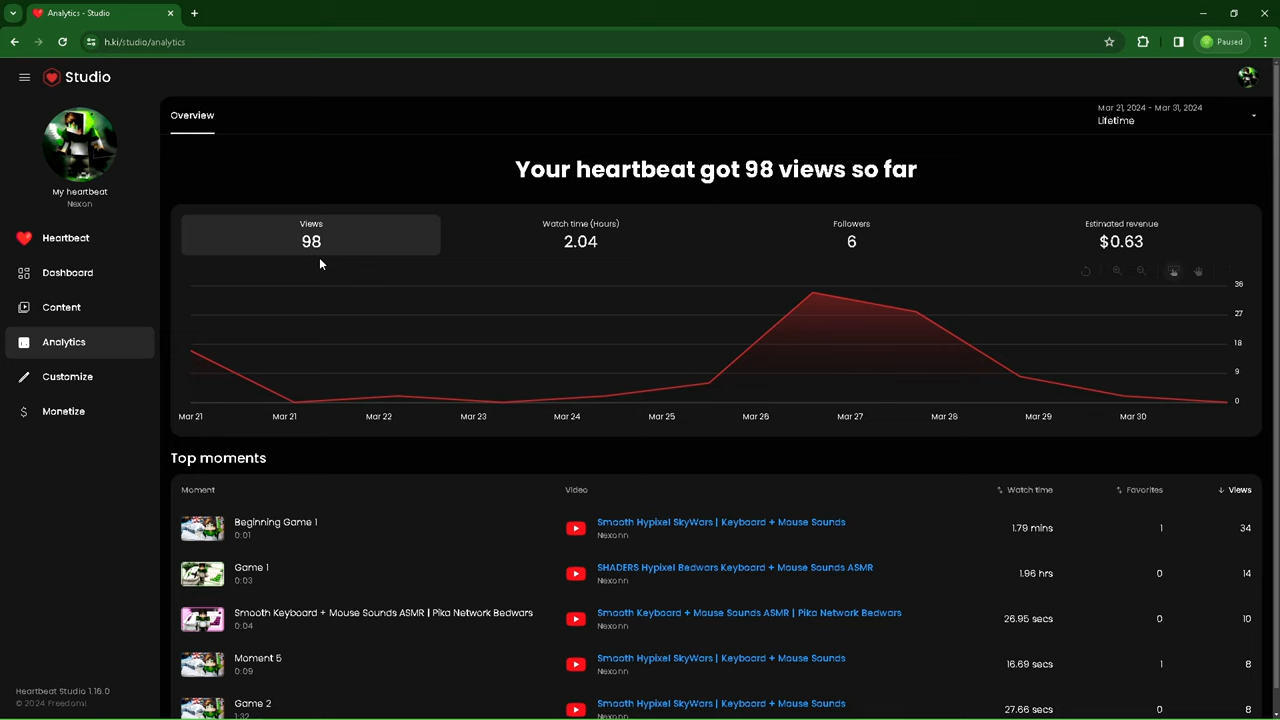 Analytics - Studio
h.ki/studio/analytics
Paused
Studio
My heartbeat
Nexon
Heartbeat
Dashboard
Content
Analytics
Customize
Monetize
Heartbeat Studio 1.16.0
© 2024 Freedom!
Overview
Mar 21, 2024 - Mar 31, 2024
Lifetime
Your heartbeat got 98 views so far
Views
98
Watch time (Hours)
2.04
Followers
6
Estimated revenue
$0.63
36
27
18
9
0
Mar 21 Mar 21 Mar 22 Mar 23 Mar 24 Mar 25 Mar 26 Mar 27 Mar 28 Mar 29 Mar 30
Top moments
Moment Video Watch time Favorites Views
Beginning Game 1
0:01
Smooth Hypixel SkyWars | Keyboard + Mouse Sounds
Nexonn
1.79 mins 1 34
Game 1
0:03
SHADERS Hypixel Bedwars Keyboard + Mouse Sounds ASMR
Nexonn
1.96 hrs 0 14
Smooth Keyboard + Mouse Sounds ASMR | Pika Network Bedwars
0:04
Smooth Keyboard + Mouse Sounds ASMR | Pika Network Bedwars
Nexonn
26.95 secs 0 10
Moment 5
0:09
Smooth Hypixel SkyWars | Keyboard + Mouse Sounds
Nexonn
16.69 secs 1 8
Game 2
1:32
Smooth Hypixel SkyWars | Keyboard + Mouse Sounds
Nexonn
27.66 secs 0 8